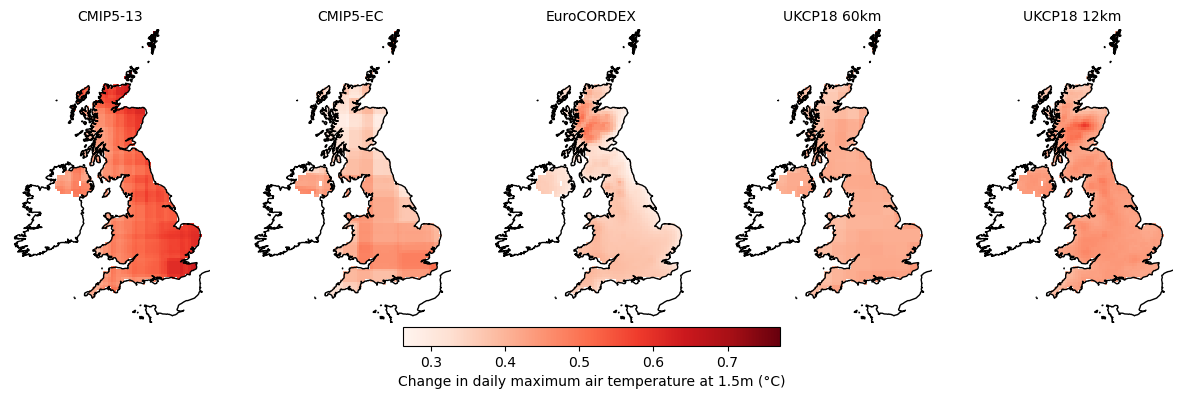 CMIP5-13 CMIP5-EC EuroCORDEX UKCP18 60km UKCP18 12km
0.3 0.4 0.5 0.6 0.7
Change in daily maximum air temperature at 1.5m (°C)